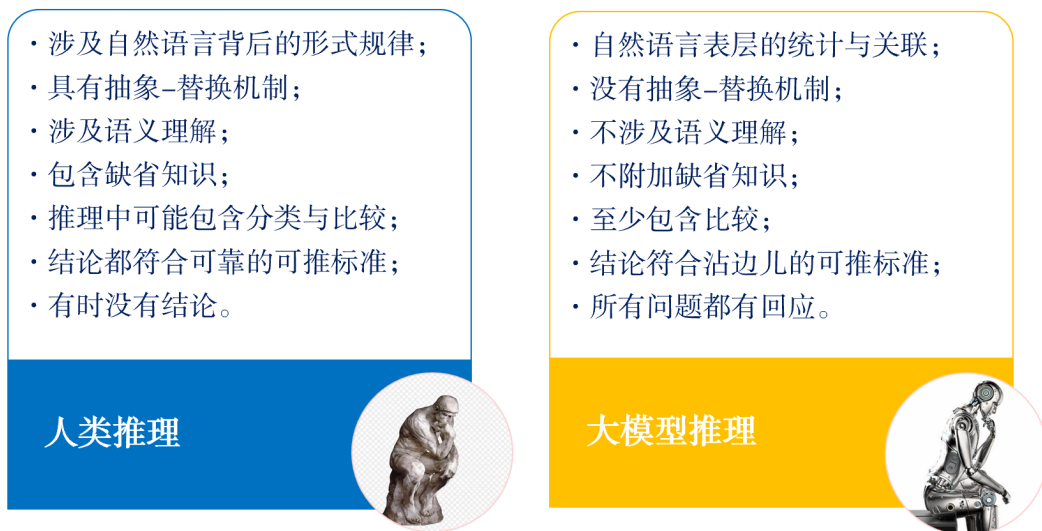 ·涉及自然语言背后的形式规律；
·具有抽象–替换机制；
·涉及语义理解；
·包含缺省知识；
·推理中可能包含分类与比较；
·结论都符合可靠的可推标准；
·有时没有结论。
人类推理
·自然语言表层的统计与关联；
·没有抽象–替换机制；
·不涉及语义理解；
·不附加缺省知识；
·至少包含比较；
·结论符合沾边儿的可推标准；
·所有问题都有回应。
大模型推理